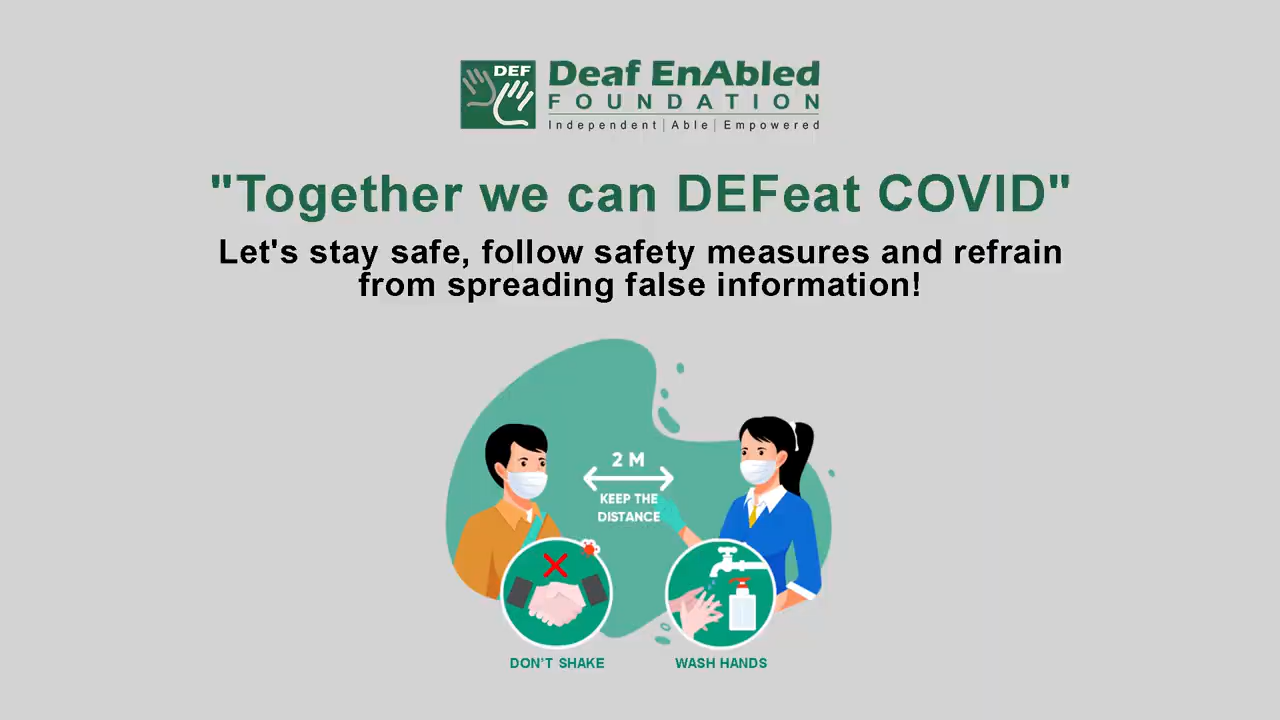 DEF
Deaf EnAbled
FOUNDATION
Independent | Able | Empowered
"Together we can DEFeat COVID"
Let's stay safe, follow safety measures and refrain
from spreading false information!
2 M
KEEP THE
DISTANCE
DON'T SHAKE
WASH HANDS